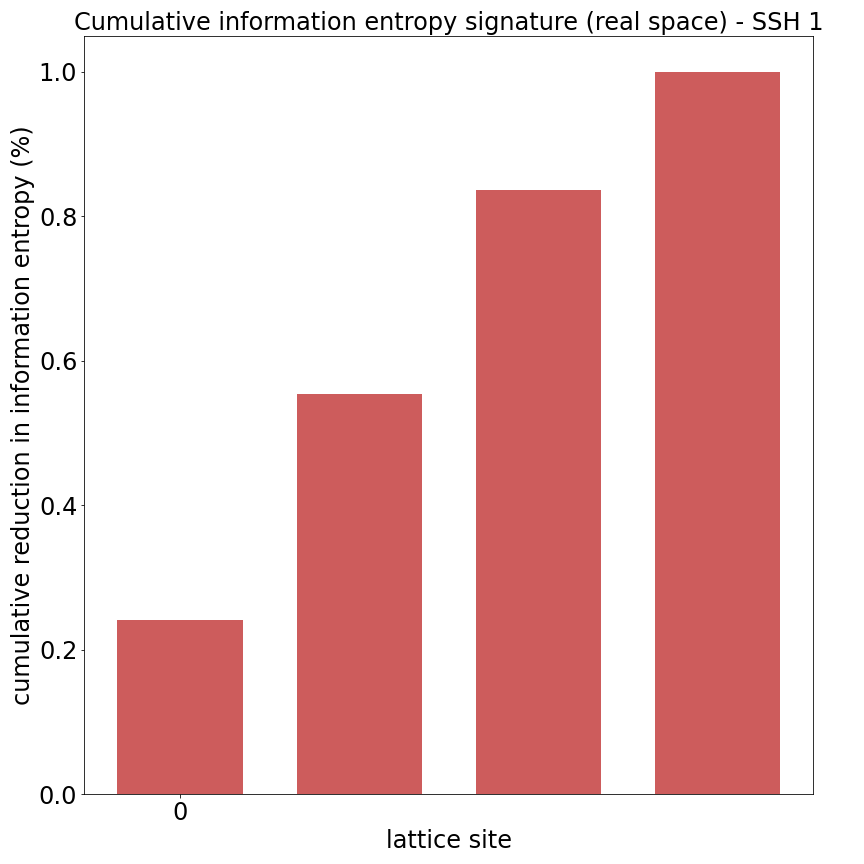 Cumulative information entropy signature (real space) - SSH 1
cumulative reduction in information entropy (%)
1.0
0.8
0.6
0.4
0.2
0.0
0
lattice site